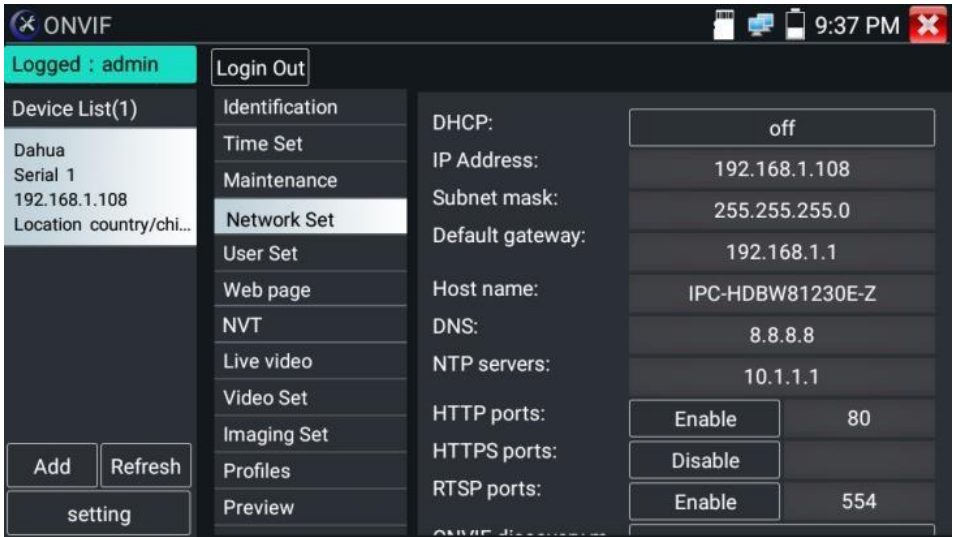 ONVIF
9:37 PM
Logged : admin
Login Out
Device List(1)
Dahua
Serial 1
192.168.1.108
Location country/chi...
Add
Refresh
setting
Identification
Time Set
Maintenance
Network Set
User Set
Web page
NVT
Live video
Video Set
Imaging Set
Profiles
Preview
DHCP: off
IP Address: 192.168.1.108
Subnet mask: 255.255.255.0
Default gateway: 192.168.1.1
Host name: IPC-HDBW81230E-Z
DNS: 8.8.8.8
NTP servers: 10.1.1.1
HTTP ports: Enable 80
HTTPS ports: Disable
RTSP ports: Enable 554